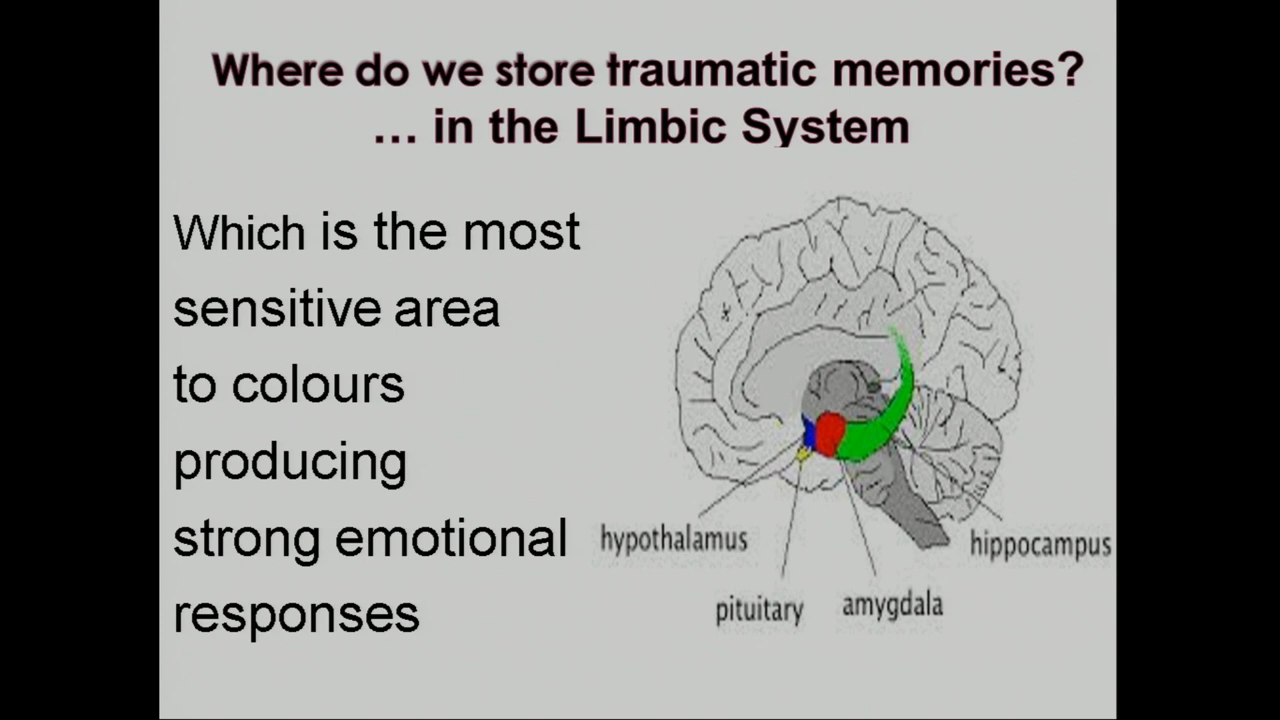 Where do we store traumatic memories?
… in the Limbic System
Which is the most
sensitive area
to colours
producing
strong emotional
responses
hypothalamus
hippocampus
pituitary
amygdala